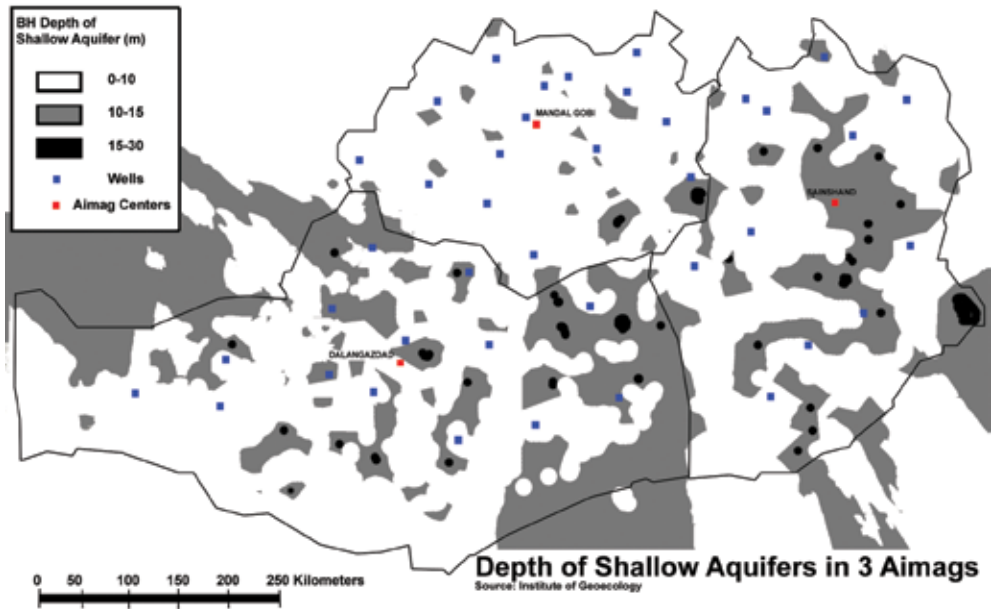 BH Depth of
Shallow Aquifer (m)
0-10
10-15
15-30
Wells
Aimag Centers
MANDAL GOBI
SAINSHAND
DALANGAZDAD
0 50 100 150 200 250 Kilometers
Depth of Shallow Aquifers in 3 Aimags
Source: Institute of Geoecology